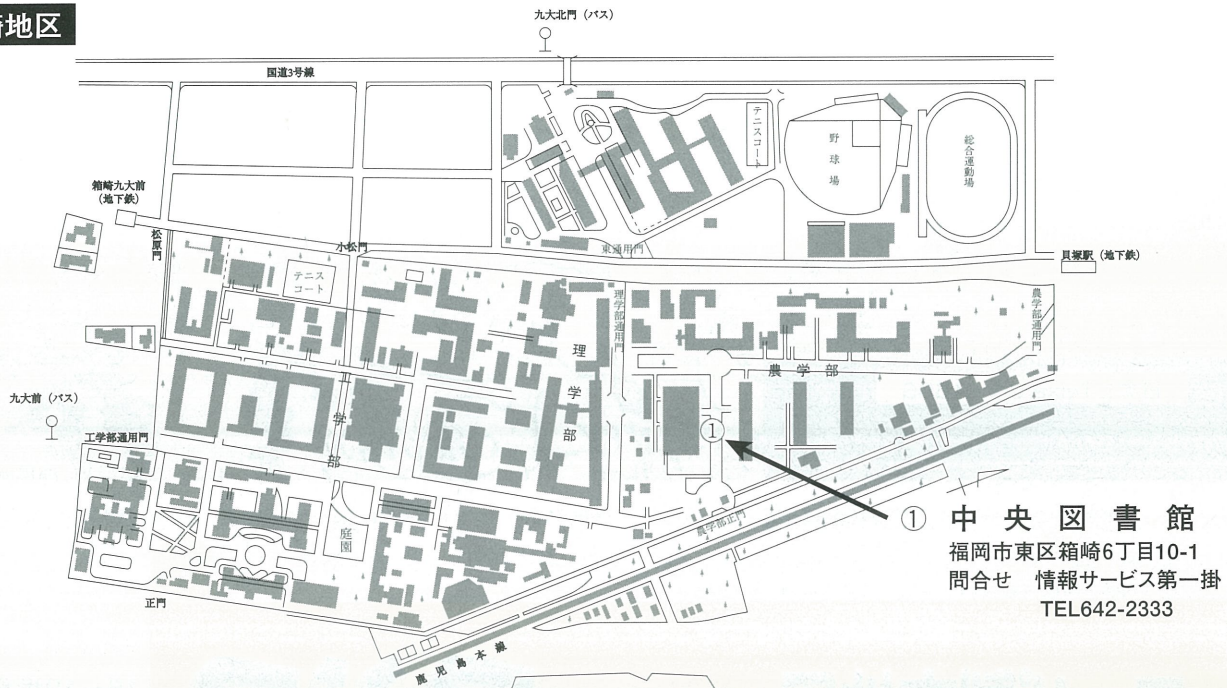 地区
九大北門（バス）
国道3号線
テニスコート
野球場
総合運動場
箱崎九大前
（地下鉄）
松原門
小松門
東通用門
貝塚駅（地下鉄）
テニス
コート
理学部通用門
農学部通用門
理学部
農学部
九大前（バス）
工学部
工学部通用門
①
庭園
農学部正門
正門
鹿児島本線
① 中央図書館
福岡市東区箱崎6丁目10-1
問合せ 情報サービス第一掛
TEL642-2333